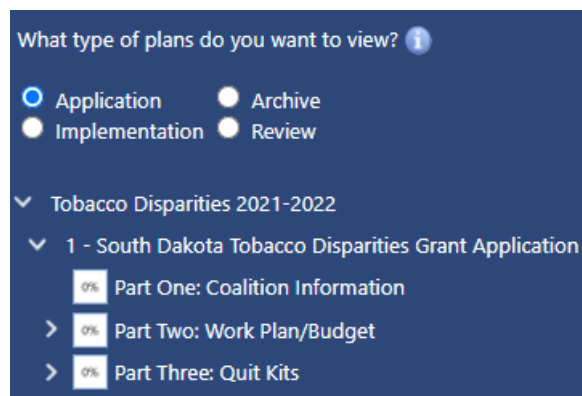 What type of plans do you want to view? i
Application Archive
Implementation Review
Tobacco Disparities 2021-2022
1 - South Dakota Tobacco Disparities Grant Application
0% Part One: Coalition Information
0% Part Two: Work Plan/Budget
0% Part Three: Quit Kits